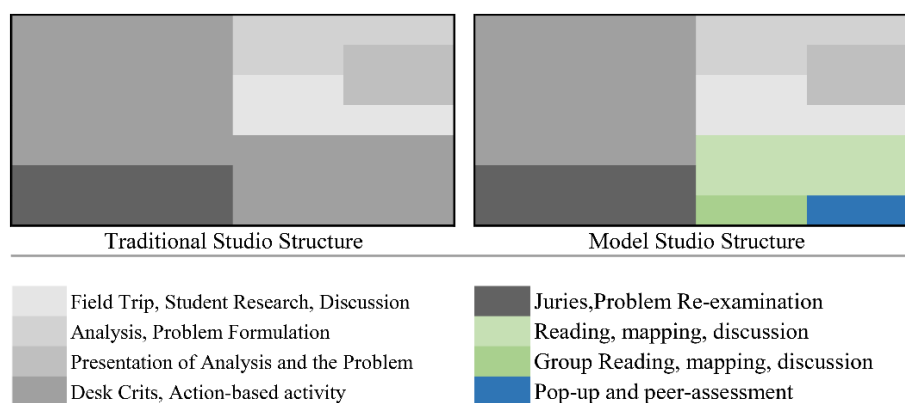 Traditional Studio Structure
Model Studio Structure
Field Trip, Student Research, Discussion
Analysis, Problem Formulation
Presentation of Analysis and the Problem
Desk Crits, Action-based activity
Juries,Problem Re-examination
Reading, mapping, discussion
Group Reading, mapping, discussion
Pop-up and peer-assessment